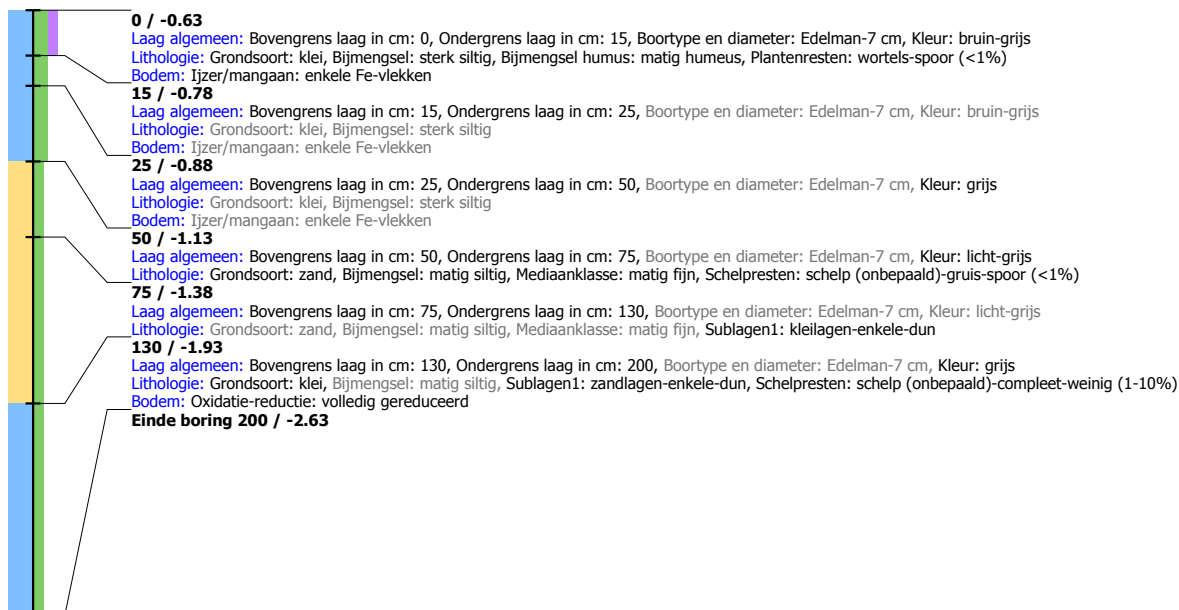 0 / -0.63
Laag algemeen: Bovengrens laag in cm: 0, Ondergrens laag in cm: 15, Boortype en diameter: Edelman-7 cm, Kleur: bruin-grijs
Lithologie: Grondsoort: klei, Bijmengsel: sterk siltig, Bijmengsel humus: matig humeus, Plantenresten: wortels-spoor (<1%)
Bodem: Ijzer/mangaan: enkele Fe-vlekken
15 / -0.78
Laag algemeen: Bovengrens laag in cm: 15, Ondergrens laag in cm: 25, Boortype en diameter: Edelman-7 cm, Kleur: bruin-grijs
Lithologie: Grondsoort: klei, Bijmengsel: sterk siltig
Bodem: Ijzer/mangaan: enkele Fe-vlekken
25 / -0.88
Laag algemeen: Bovengrens laag in cm: 25, Ondergrens laag in cm: 50, Boortype en diameter: Edelman-7 cm, Kleur: grijs
Lithologie: Grondsoort: klei, Bijmengsel: sterk siltig
Bodem: Ijzer/mangaan: enkele Fe-vlekken
50 / -1.13
Laag algemeen: Bovengrens laag in cm: 50, Ondergrens laag in cm: 75, Boortype en diameter: Edelman-7 cm, Kleur: licht-grijs
Lithologie: Grondsoort: zand, Bijmengsel: matig siltig, Mediaanklasse: matig fijn, Schelpresten: schelp (onbepaald)-gruis-spoor (<1%)
75 / -1.38
Laag algemeen: Bovengrens laag in cm: 75, Ondergrens laag in cm: 130, Boortype en diameter: Edelman-7 cm, Kleur: licht-grijs
Lithologie: Grondsoort: zand, Bijmengsel: matig siltig, Mediaanklasse: matig fijn, Sublagen1: kleilagen-enkele-dun
130 / -1.93
Laag algemeen: Bovengrens laag in cm: 130, Ondergrens laag in cm: 200, Boortype en diameter: Edelman-7 cm, Kleur: grijs
Lithologie: Grondsoort: klei, Bijmengsel: matig siltig, Sublagen1: zandlagen-enkele-dun, Schelpresten: schelp (onbepaald)-compleet-weinig (1-10%)
Bodem: Oxidatie-reductie: volledig gereduceerd
Einde boring 200 / -2.63